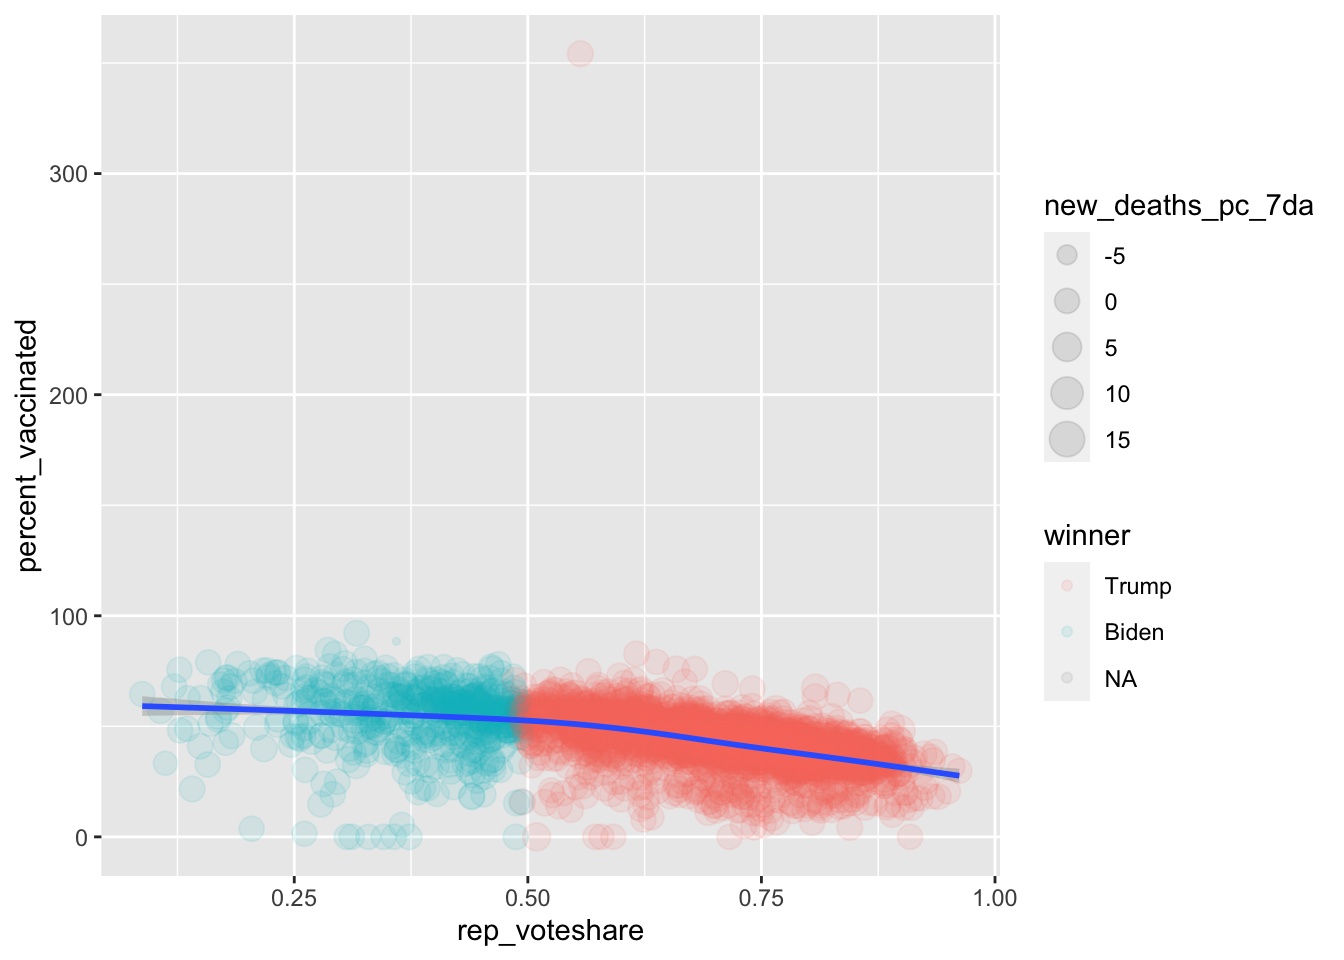 300
200
100
0
percent_vaccinated
0.25
0.50
0.75
1.00
rep_voteshare
new_deaths_pc_7da
-5
0
5
10
15
winner
Trump
Biden
NA